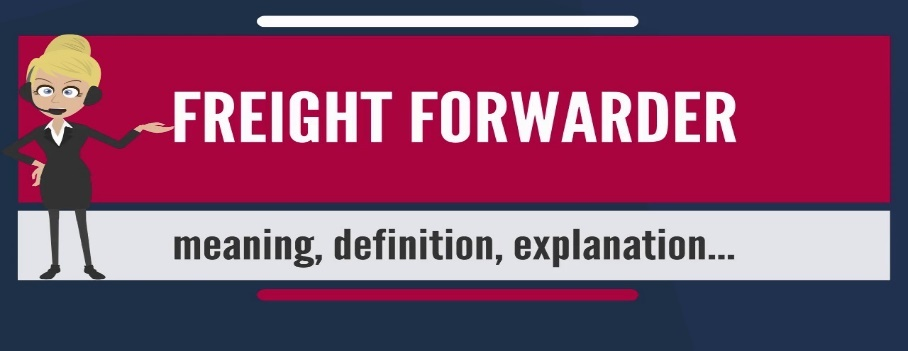 FREIGHT FORWARDER
meaning, definition, explanation...